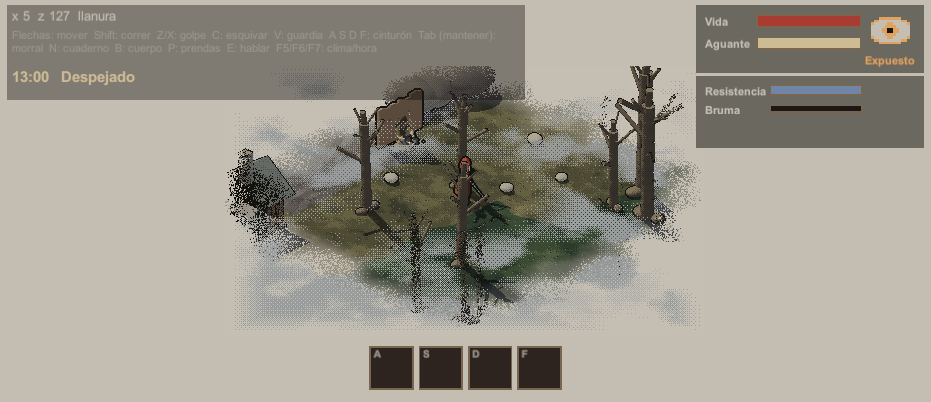 x 5 z 127 llanura
Flechas: mover Shift: correr Z/X: golpe C: esquivar V: guardia A S D F: cinturón Tab (mantener):
morral N: cuaderno B: cuerpo P: prendas E: hablar F5/F6/F7: clima/hora
13:00 Despejado
Vida
Aguante
Expuesto
Resistencia
Bruma
A S D F